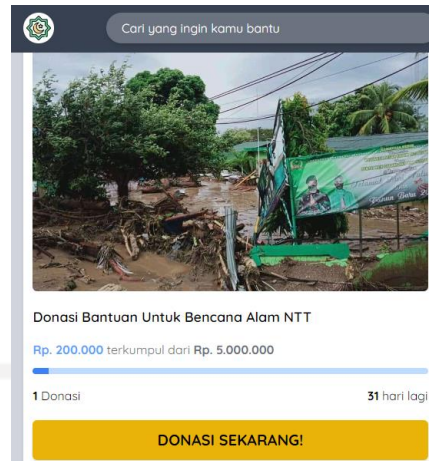 Cari yang ingin kamu bantu
Donasi Bantuan Untuk Bencana Alam NTT
Rp. 200.000 terkumpul dari Rp. 5.000.000
1 Donasi
31 hari lagi
DONASI SEKARANG!